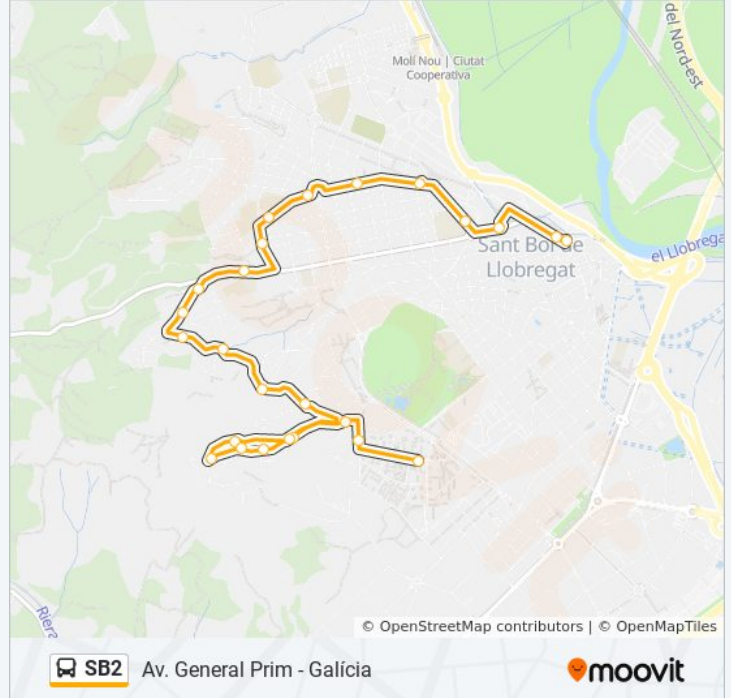 del Nord-est
Molí Nou | Ciutat
Cooperativa
Sant Boi de
Llobregat
el Llobrega
Riera
© OpenStreetMap contributors | © OpenMapTiles
SB2 Av. General Prim - Galícia
moovit